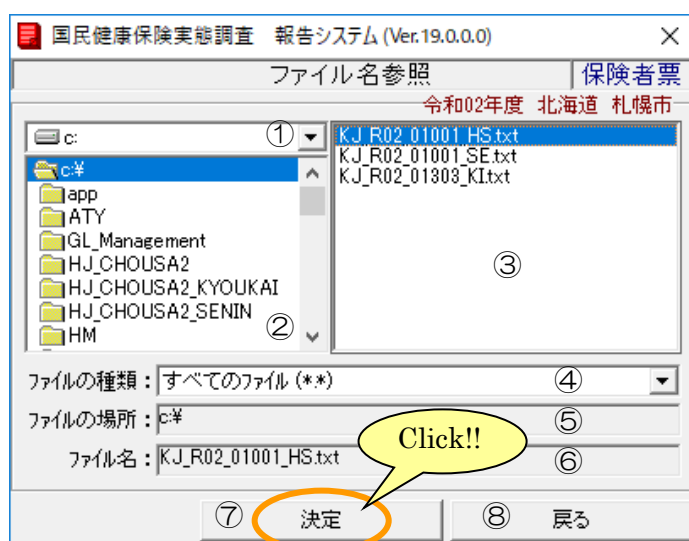 国民健康保険実態調査　報告システム (Ver.19.0.0.0)
ファイル名参照
保険者票
令和02年度 北海道 札幌市
c:
①
c:¥
app
ATY
GL_Management
HJ_CHOUSA2
HJ_CHOUSA2_KYOUKAI
HJ_CHOUSA2_SENIN
HM
②
KJ_R02_01001_HS.txt
KJ_R02_01001_SE.txt
KJ_R02_01303_KI.txt
③
ファイルの種類：すべてのファイル (*.*) ④
ファイルの場所：c:¥ ⑤
ファイル名：KJ_R02_01001_HS.txt ⑥
Click!!
⑦ 決定 ⑧ 戻る